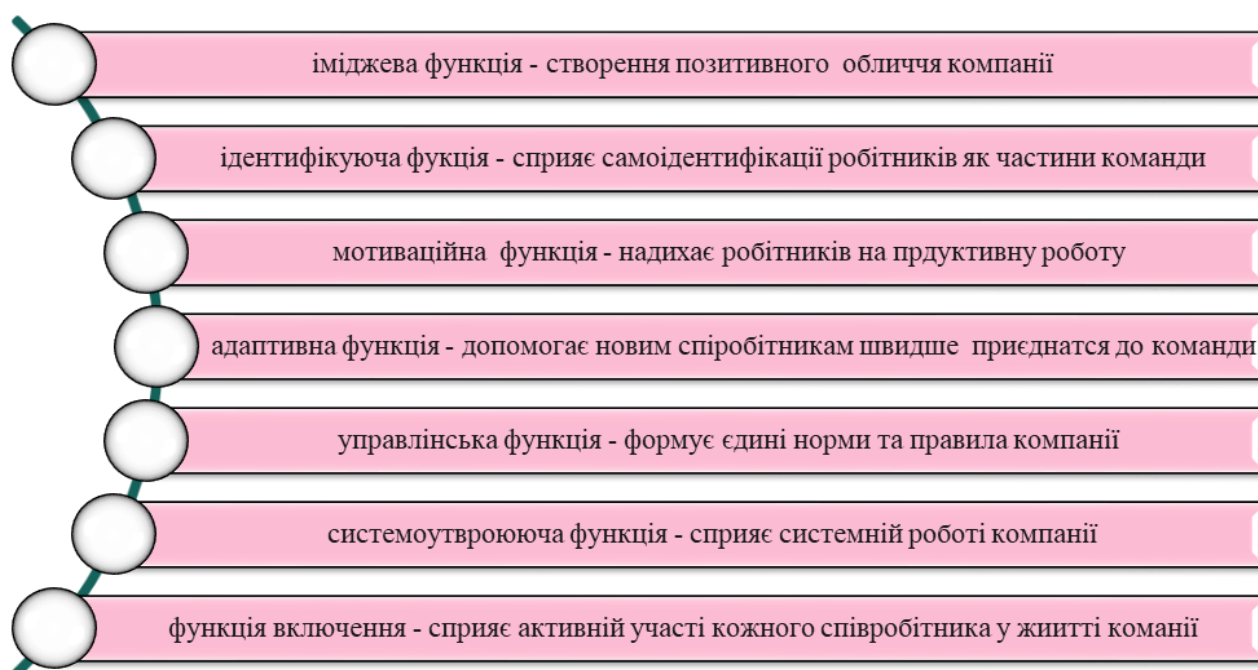 іміджева функція - створення позитивного обличчя компанії
ідентифікуюча фукція - сприяє самоідентифікації робітників як частини команди
мотиваційна функція - надихає робітників на прдуктивну роботу
адаптивна функція - допомогає новим спіробітникам швидше приєднатся до команди
управлінська функція - формує єдині норми та правила компанії
системоутвроююча функція - сприяє системній роботі компанії
функція включення - сприяє активній участі кожного співробітника у жиитті команії